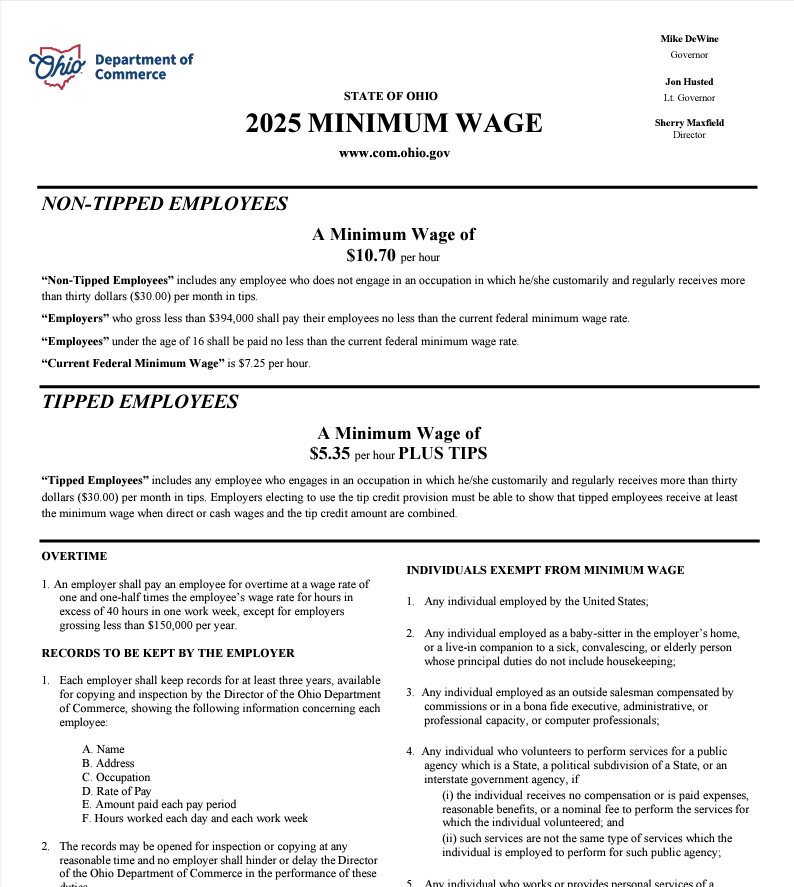 Ohio
Department of
Commerce
Mike DeWine
Governor
Jon Husted
Lt. Governor
Sherry Maxfield
Director
STATE OF OHIO
2025 MINIMUM WAGE
www.com.ohio.gov
NON-TIPPED EMPLOYEES
A Minimum Wage of
$10.70 per hour
“Non-Tipped Employees” includes any employee who does not engage in an occupation in which he/she customarily and regularly receives more
than thirty dollars ($30.00) per month in tips.
“Employers” who gross less than $394,000 shall pay their employees no less than the current federal minimum wage rate.
“Employees” under the age of 16 shall be paid no less than the current federal minimum wage rate.
“Current Federal Minimum Wage” is $7.25 per hour.
TIPPED EMPLOYEES
A Minimum Wage of
$5.35 per hour PLUS TIPS
“Tipped Employees” includes any employee who engages in an occupation in which he/she customarily and regularly receives more than thirty
dollars ($30.00) per month in tips. Employers electing to use the tip credit provision must be able to show that tipped employees receive at least
the minimum wage when direct or cash wages and the tip credit amount are combined.
OVERTIME
1. An employer shall pay an employee for overtime at a wage rate of
one and one-half times the employee’s wage rate for hours in
excess of 40 hours in one work week, except for employers
grossing less than $150,000 per year.
RECORDS TO BE KEPT BY THE EMPLOYER
1. Each employer shall keep records for at least three years, available
for copying and inspection by the Director of the Ohio Department
of Commerce, showing the following information concerning each
employee:
A. Name
B. Address
C. Occupation
D. Rate of Pay
E. Amount paid each pay period
F. Hours worked each day and each work week
2. The records may be opened for inspection or copying at any
reasonable time and no employer shall hinder or delay the Director
of the Ohio Department of Commerce in the performance of these
duties.
INDIVIDUALS EXEMPT FROM MINIMUM WAGE
1. Any individual employed by the United States;
2. Any individual employed as a baby-sitter in the employer’s home,
or a live-in companion to a sick, convalescing, or elderly person
whose principal duties do not include housekeeping;
3. Any individual employed as an outside salesman compensated by
commissions or in a bona fide executive, administrative, or
professional capacity, or computer professionals;
4. Any individual who volunteers to perform services for a public
agency which is a State, a political subdivision of a State, or an
interstate government agency, if
(i) the individual receives no compensation or is paid expenses,
reasonable benefits, or a nominal fee to perform the services for
which the individual volunteered; and
(ii) such services are not the same type of services which the
individual is employed to perform for such public agency;
5. Any individual who works or provides personal services of a